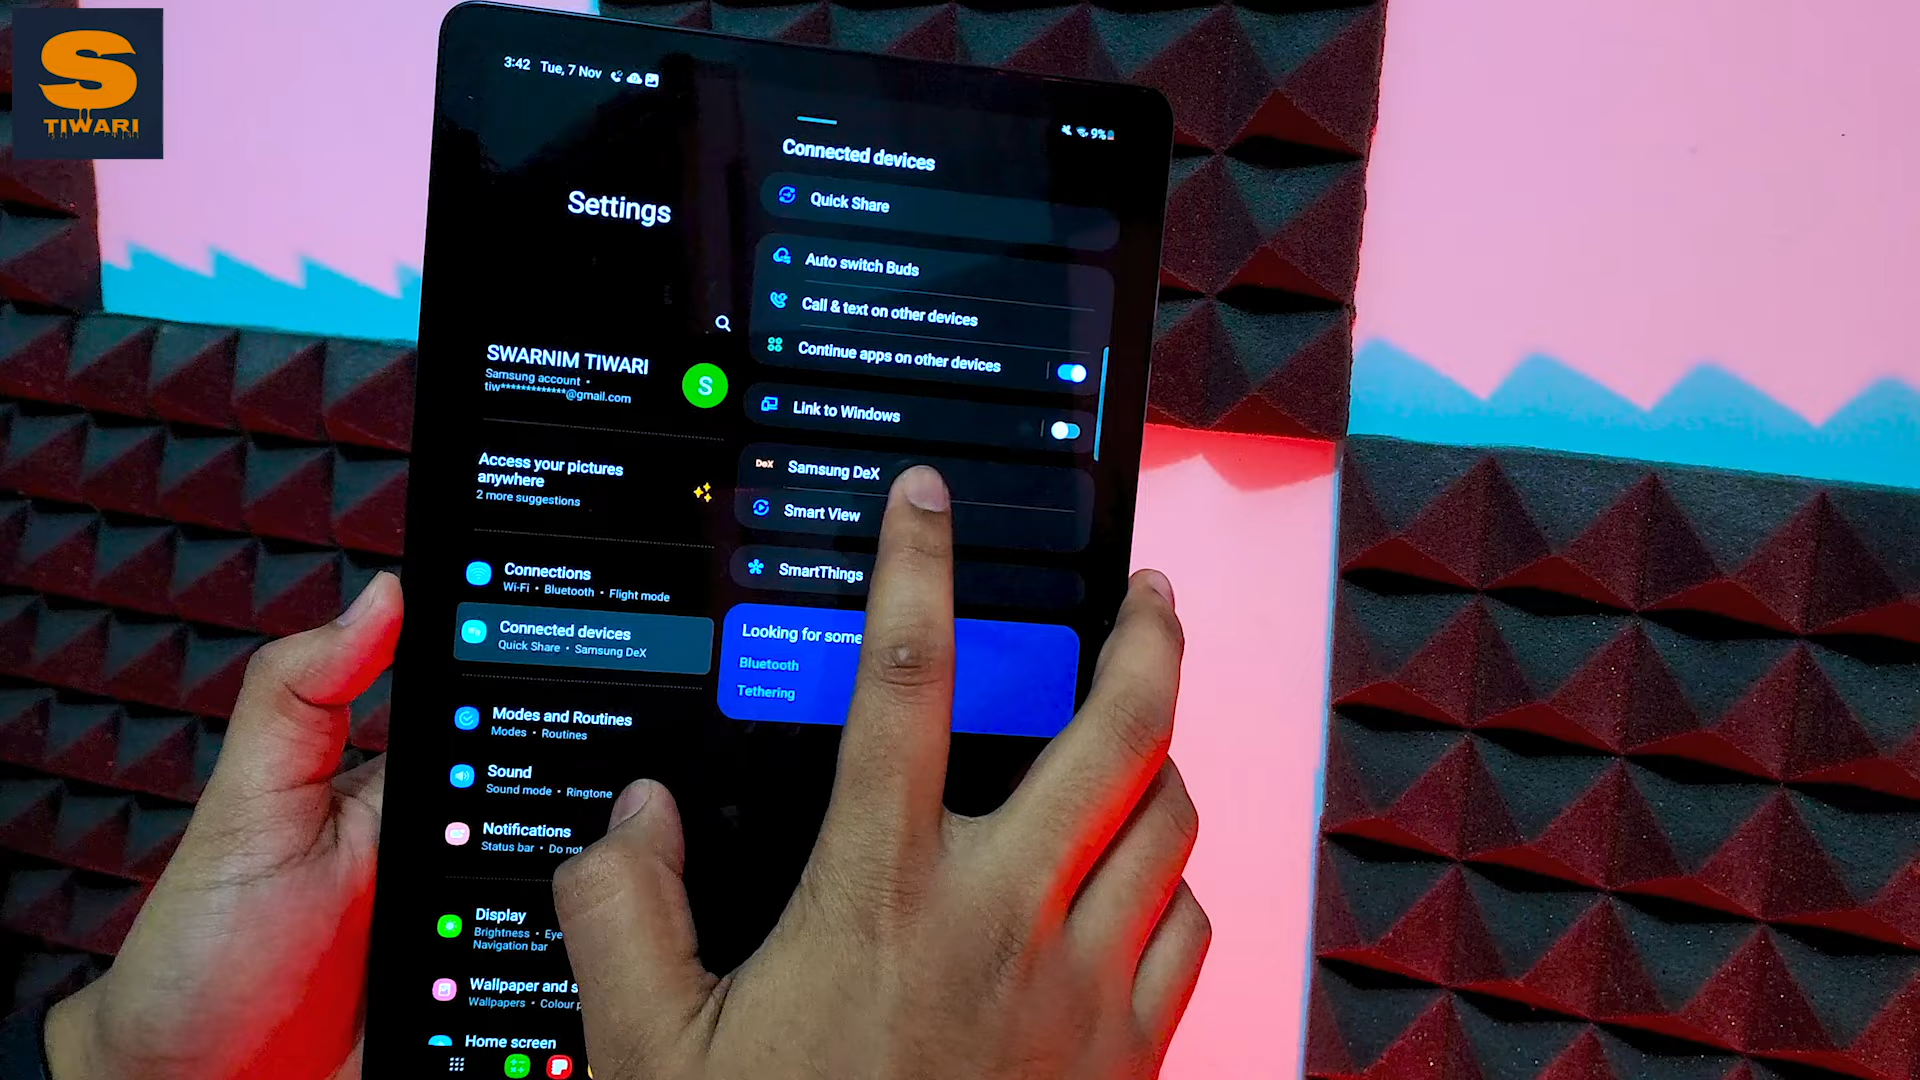 S
TIWARI
3:42 Tue, 7 Nov
9%
Settings
SWARNIM TIWARI
Samsung account •
tiw*************@gmail.com
S
Access your pictures
anywhere
2 more suggestions
Connections
Wi-Fi • Bluetooth • Flight mode
Connected devices
Quick Share • Samsung DeX
Modes and Routines
Modes • Routines
Sound
Sound mode • Ringtone
Notifications
Status bar • Do not
Display
Brightness • Eye
Navigation bar
Wallpaper and s
Wallpapers • Colour p
Home screen
Connected devices
Quick Share
Auto switch Buds
Call & text on other devices
Continue apps on other devices
Link to Windows
DeX Samsung DeX
Smart View
SmartThings
Looking for some
Bluetooth
Tethering